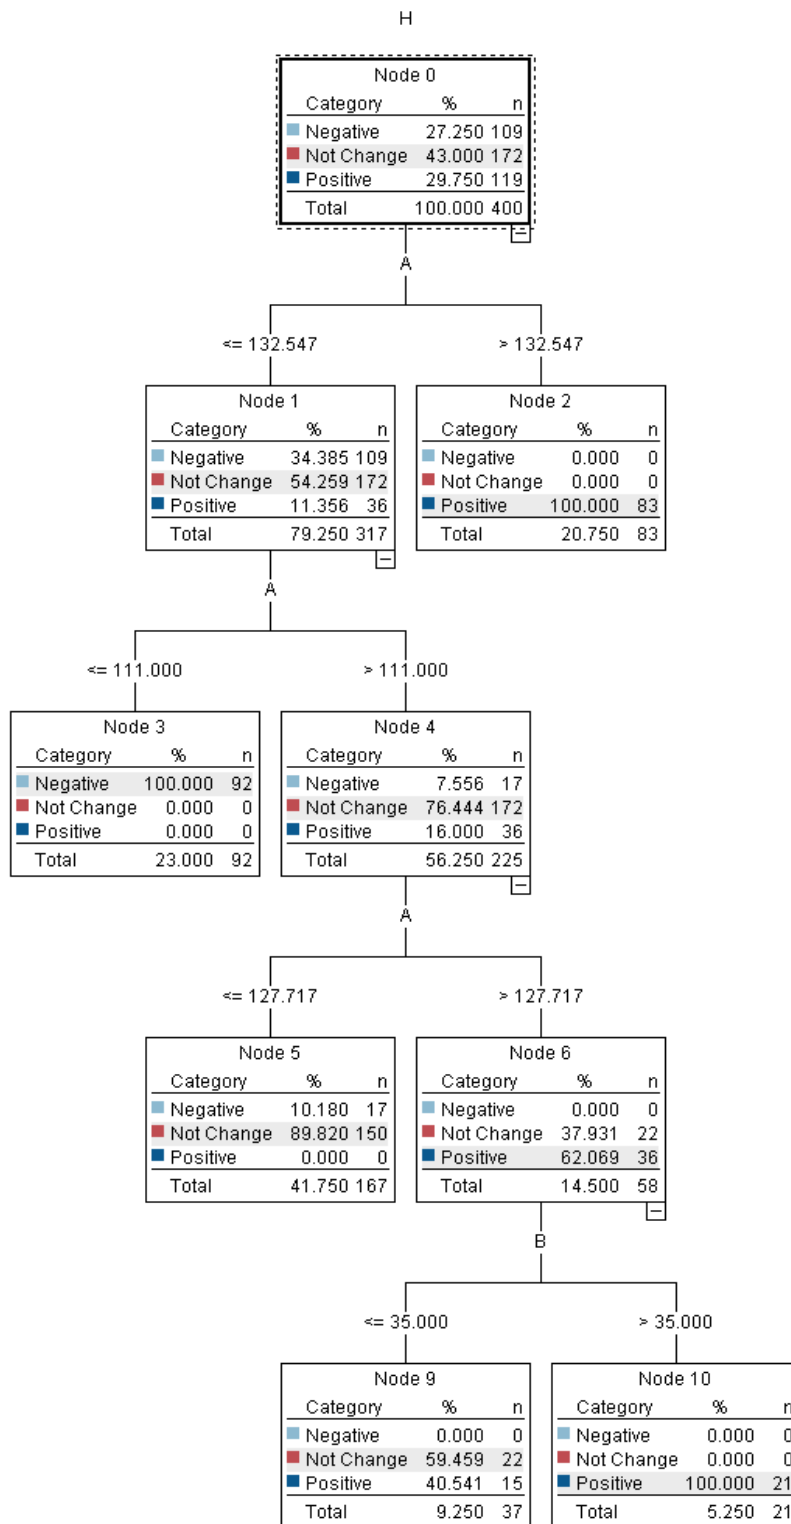 H
Node 0
Category % n
Negative 27.250 109
Not Change 43.000 172
Positive 29.750 119
Total 100.000 400
A
<= 132.547 > 132.547
Node 1
Category % n
Negative 34.385 109
Not Change 54.259 172
Positive 11.356 36
Total 79.250 317
Node 2
Category % n
Negative 0.000 0
Not Change 0.000 0
Positive 100.000 83
Total 20.750 83
A
<= 111.000 > 111.000
Node 3
Category % n
Negative 100.000 92
Not Change 0.000 0
Positive 0.000 0
Total 23.000 92
Node 4
Category % n
Negative 7.556 17
Not Change 76.444 172
Positive 16.000 36
Total 56.250 225
A
<= 127.717 > 127.717
Node 5
Category % n
Negative 10.180 17
Not Change 89.820 150
Positive 0.000 0
Total 41.750 167
Node 6
Category % n
Negative 0.000 0
Not Change 37.931 22
Positive 62.069 36
Total 14.500 58
B
<= 35.000 > 35.000
Node 9
Category % n
Negative 0.000 0
Not Change 59.459 22
Positive 40.541 15
Total 9.250 37
Node 10
Category % n
Negative 0.000 0
Not Change 0.000 0
Positive 100.000 21
Total 5.250 21